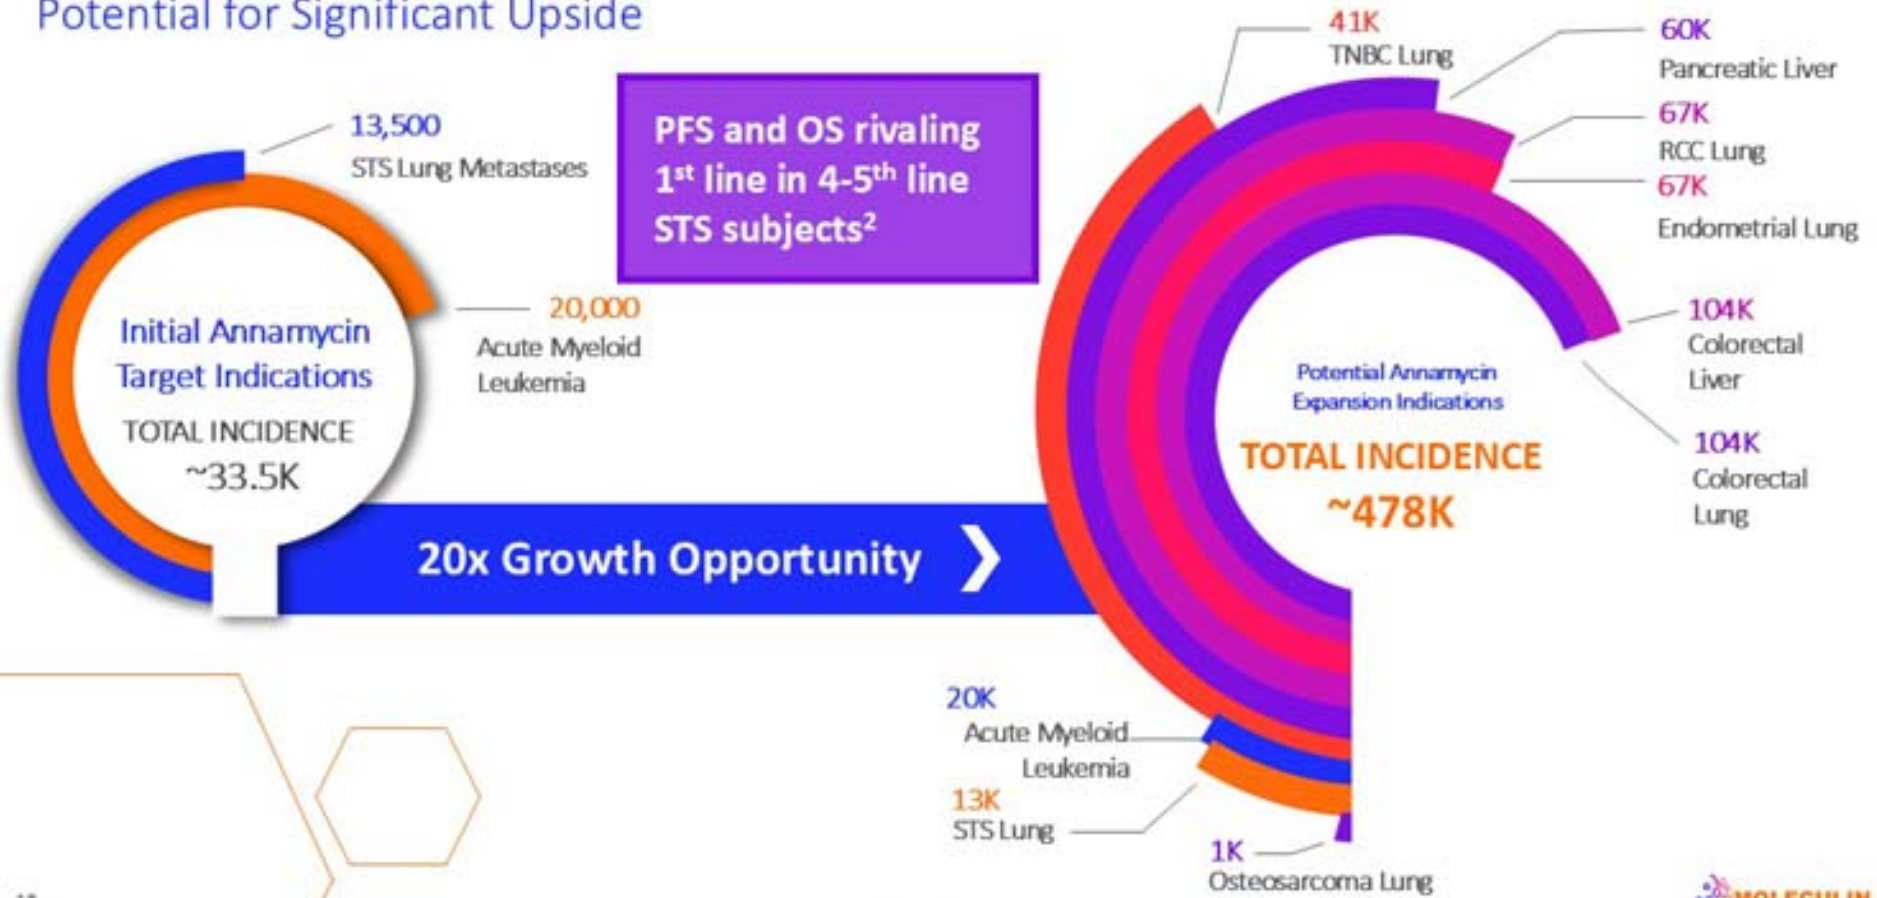 Potential for Significant Upside
13,500
STS Lung Metastases
20,000
Acute Myeloid
Leukemia
Initial Annamycin
Target Indications
TOTAL INCIDENCE
~33.5K
PFS and OS rivaling
1st line in 4-5th line
STS subjects2
20x Growth Opportunity
41K
TNBC Lung
60K
Pancreatic Liver
67K
RCC Lung
67K
Endometrial Lung
104K
Colorectal
Liver
104K
Colorectal
Lung
Potential Annamycin
Expansion Indications
TOTAL INCIDENCE
~478K
20K
Acute Myeloid
Leukemia
13K
STS Lung
1K
Osteosarcoma Lung
MOLECULIN